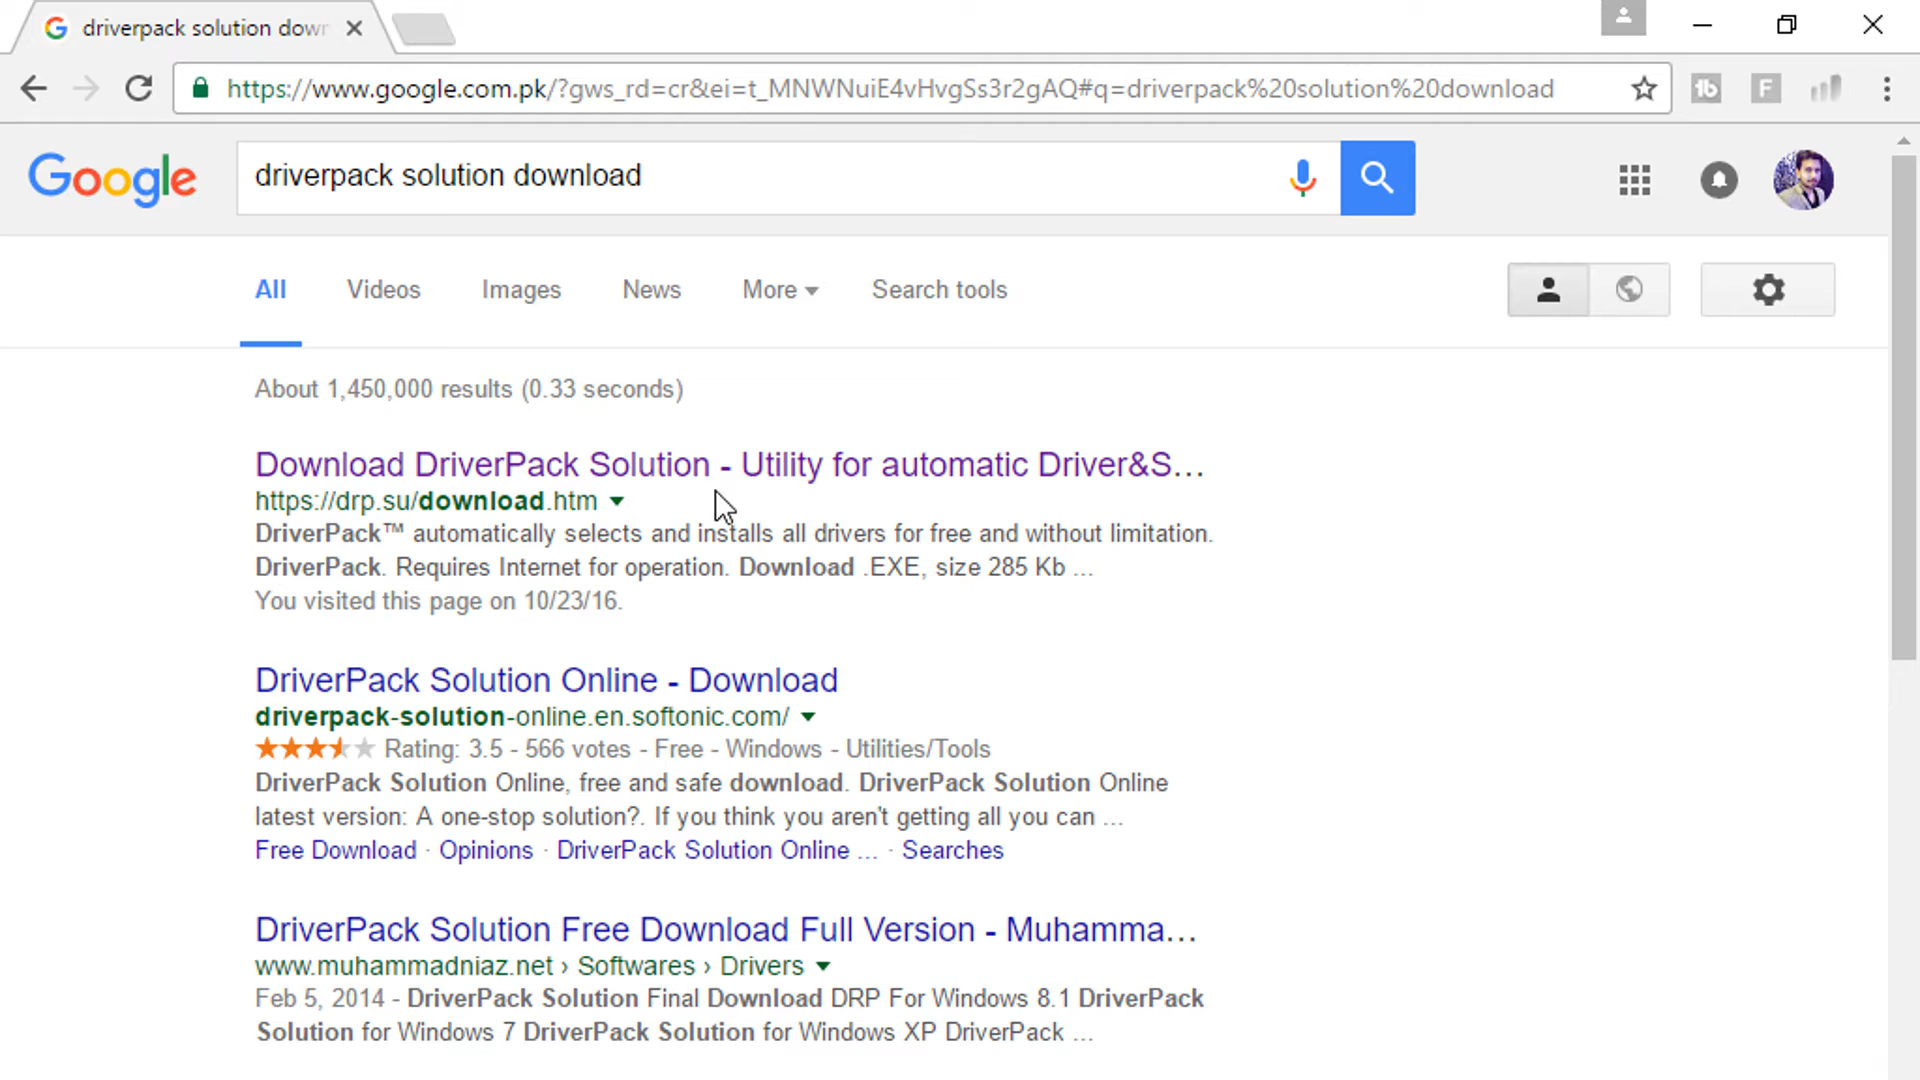 driverpack solution down
https://www.google.com.pk/?gws_rd=cr&ei=t_MNWNuiE4vHvgSs3r2gAQ#q=driverpack%20solution%20download
Google
driverpack solution download
All
Videos
Images
News
More
Search tools
About 1,450,000 results (0.33 seconds)
Download DriverPack Solution - Utility for automatic Driver&S...
https://drp.su/download.htm
DriverPack™ automatically selects and installs all drivers for free and without limitation.
DriverPack. Requires Internet for operation. Download .EXE, size 285 Kb ...
You visited this page on 10/23/16.
DriverPack Solution Online - Download
driverpack-solution-online.en.softonic.com/
Rating: 3.5 - 566 votes - Free - Windows - Utilities/Tools
DriverPack Solution Online, free and safe download. DriverPack Solution Online
latest version: A one-stop solution?. If you think you aren't getting all you can ...
Free Download · Opinions · DriverPack Solution Online ... · Searches
DriverPack Solution Free Download Full Version - Muhamma...
www.muhammadniaz.net › Softwares › Drivers
Feb 5, 2014 - DriverPack Solution Final Download DRP For Windows 8.1 DriverPack
Solution for Windows 7 DriverPack Solution for Windows XP DriverPack ...